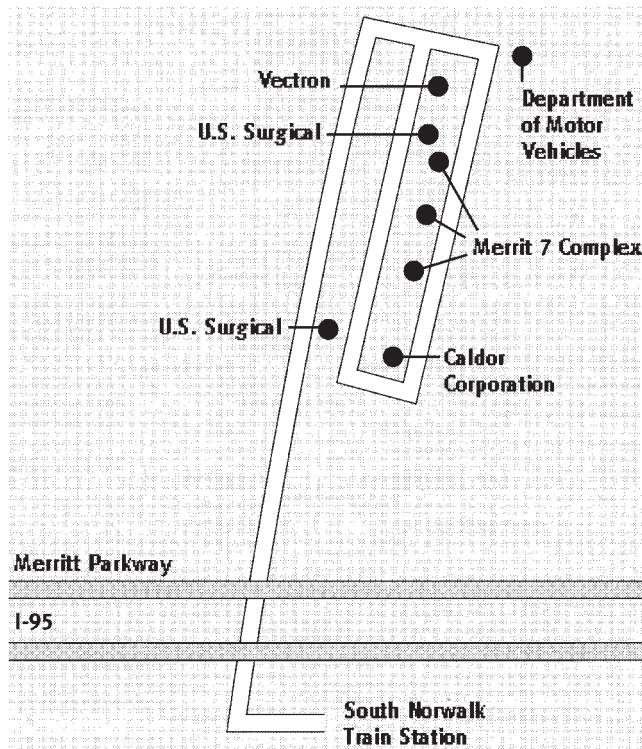 Vectron
Department
of Motor
Vehicles
U.S. Surgical
Merrit 7 Complex
U.S. Surgical
Caldor
Corporation
Merritt Parkway
I-95
South Norwalk
Train Station